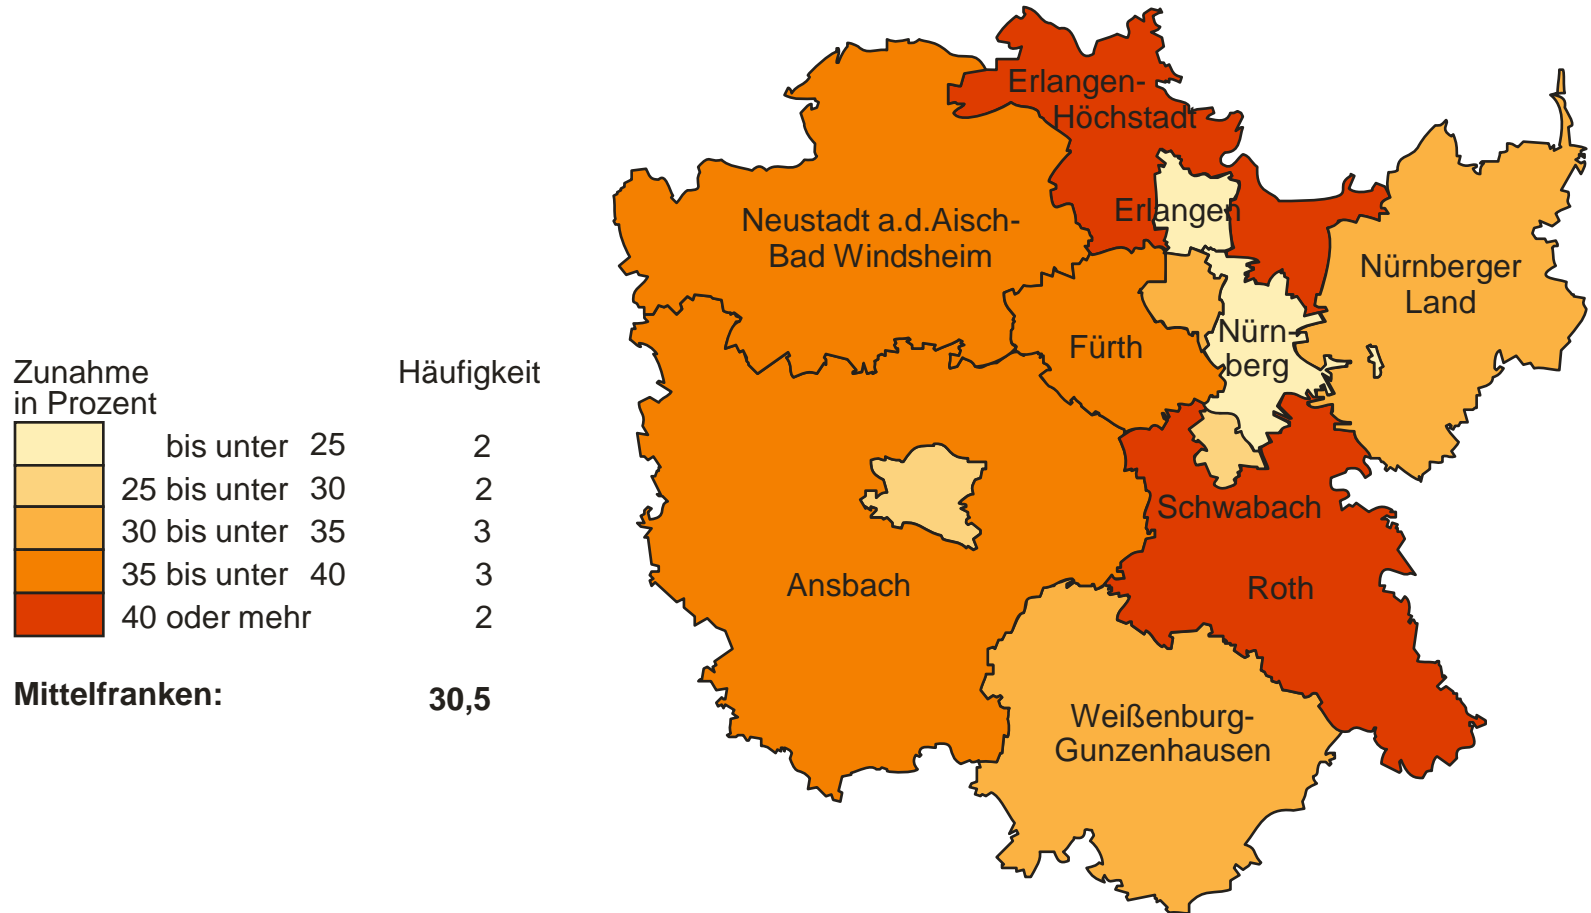 Zunahme in Prozent Häufigkeit
bis unter 25 2
25 bis unter 30 2
30 bis unter 35 3
35 bis unter 40 3
40 oder mehr 2
Mittelfranken: 30,5
Erlangen-
Höchstadt
Neustadt a.d.Aisch-
Bad Windsheim
Erlangen
Nürnberger
Land
Fürth
Nürn-
berg
Schwabach
Ansbach
Roth
Weißenburg-
Gunzenhausen